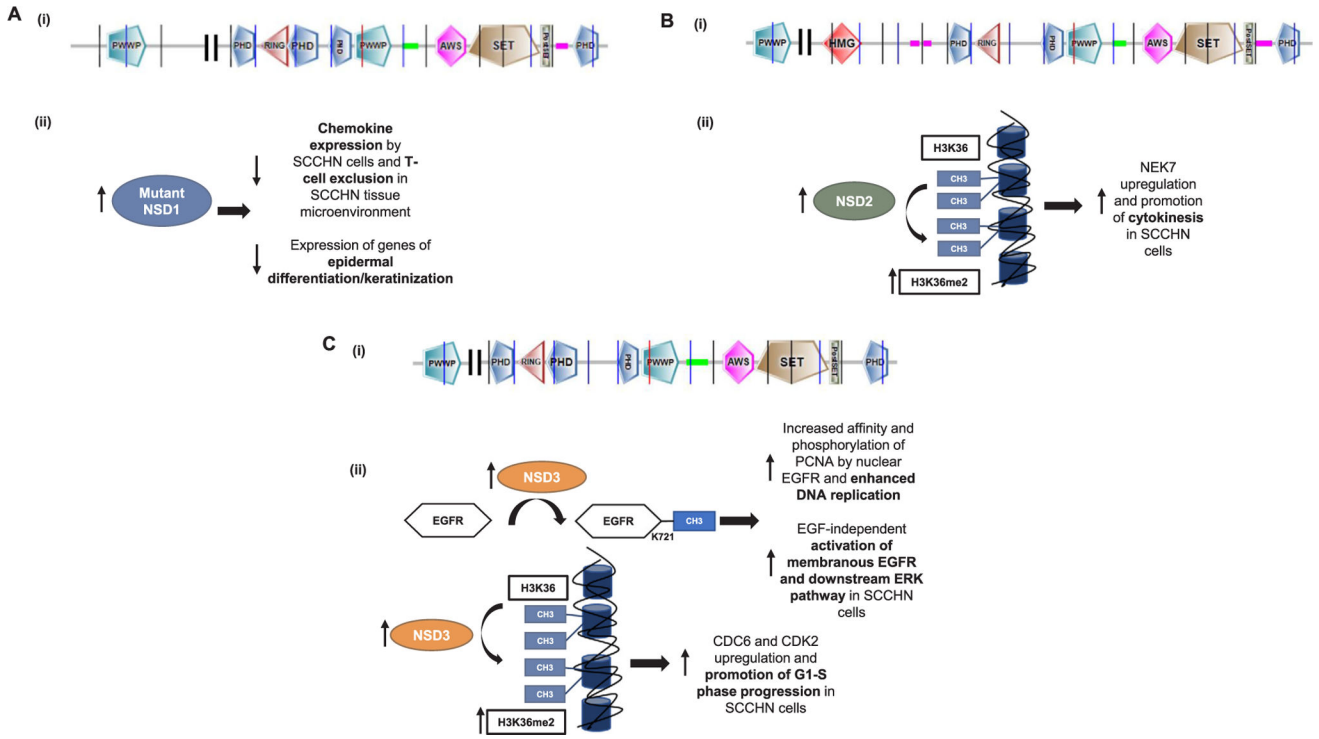 A
(i)
PWWP
PHD
RING
PHD
PHD
PWWP
AWS
SET
PostSET
PHD
(ii)
Mutant
NSD1
Chemokine
expression by
SCCHN cells and T-
cell exclusion in
SCCHN tissue
microenvironment
Expression of genes of
epidermal
differentiation/keratinization
B
(i)
PWWP
HMG
PHD
RING
PHD
PWWP
AWS
SET
PostSET
PHD
(ii)
NSD2
H3K36
CH3
CH3
CH3
CH3
H3K36me2
NEK7
upregulation
and promotion
of cytokinesis
in SCCHN
cells
C
(i)
PWWP
PHD
RING
PHD
PHD
PWWP
AWS
SET
PostSET
PHD
(ii)
NSD3
EGFR
EGFR
K721
CH3
Increased affinity and
phosphorylation of
PCNA by nuclear
EGFR and enhanced
DNA replication
EGF-independent
activation of
membranous EGFR
and downstream ERK
pathway in SCCHN
cells
NSD3
H3K36
CH3
CH3
CH3
CH3
H3K36me2
CDC6 and CDK2
upregulation and
promotion of G1-S
phase progression in
SCCHN cells